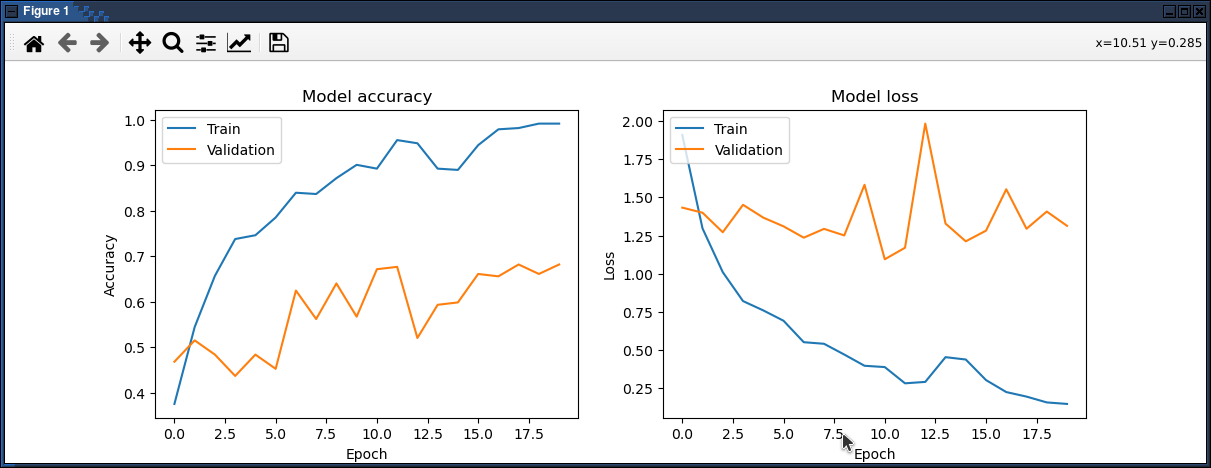 Figure 1
x=10.51 y=0.285
Model accuracy
Train
Validation
1.0
0.9
0.8
0.7
0.6
0.5
0.4
Accuracy
0.0 2.5 5.0 7.5 10.0 12.5 15.0 17.5
Epoch
Model loss
Train
Validation
2.00
1.75
1.50
1.25
1.00
0.75
0.50
0.25
Loss
0.0 2.5 5.0 7.5 10.0 12.5 15.0 17.5
Epoch